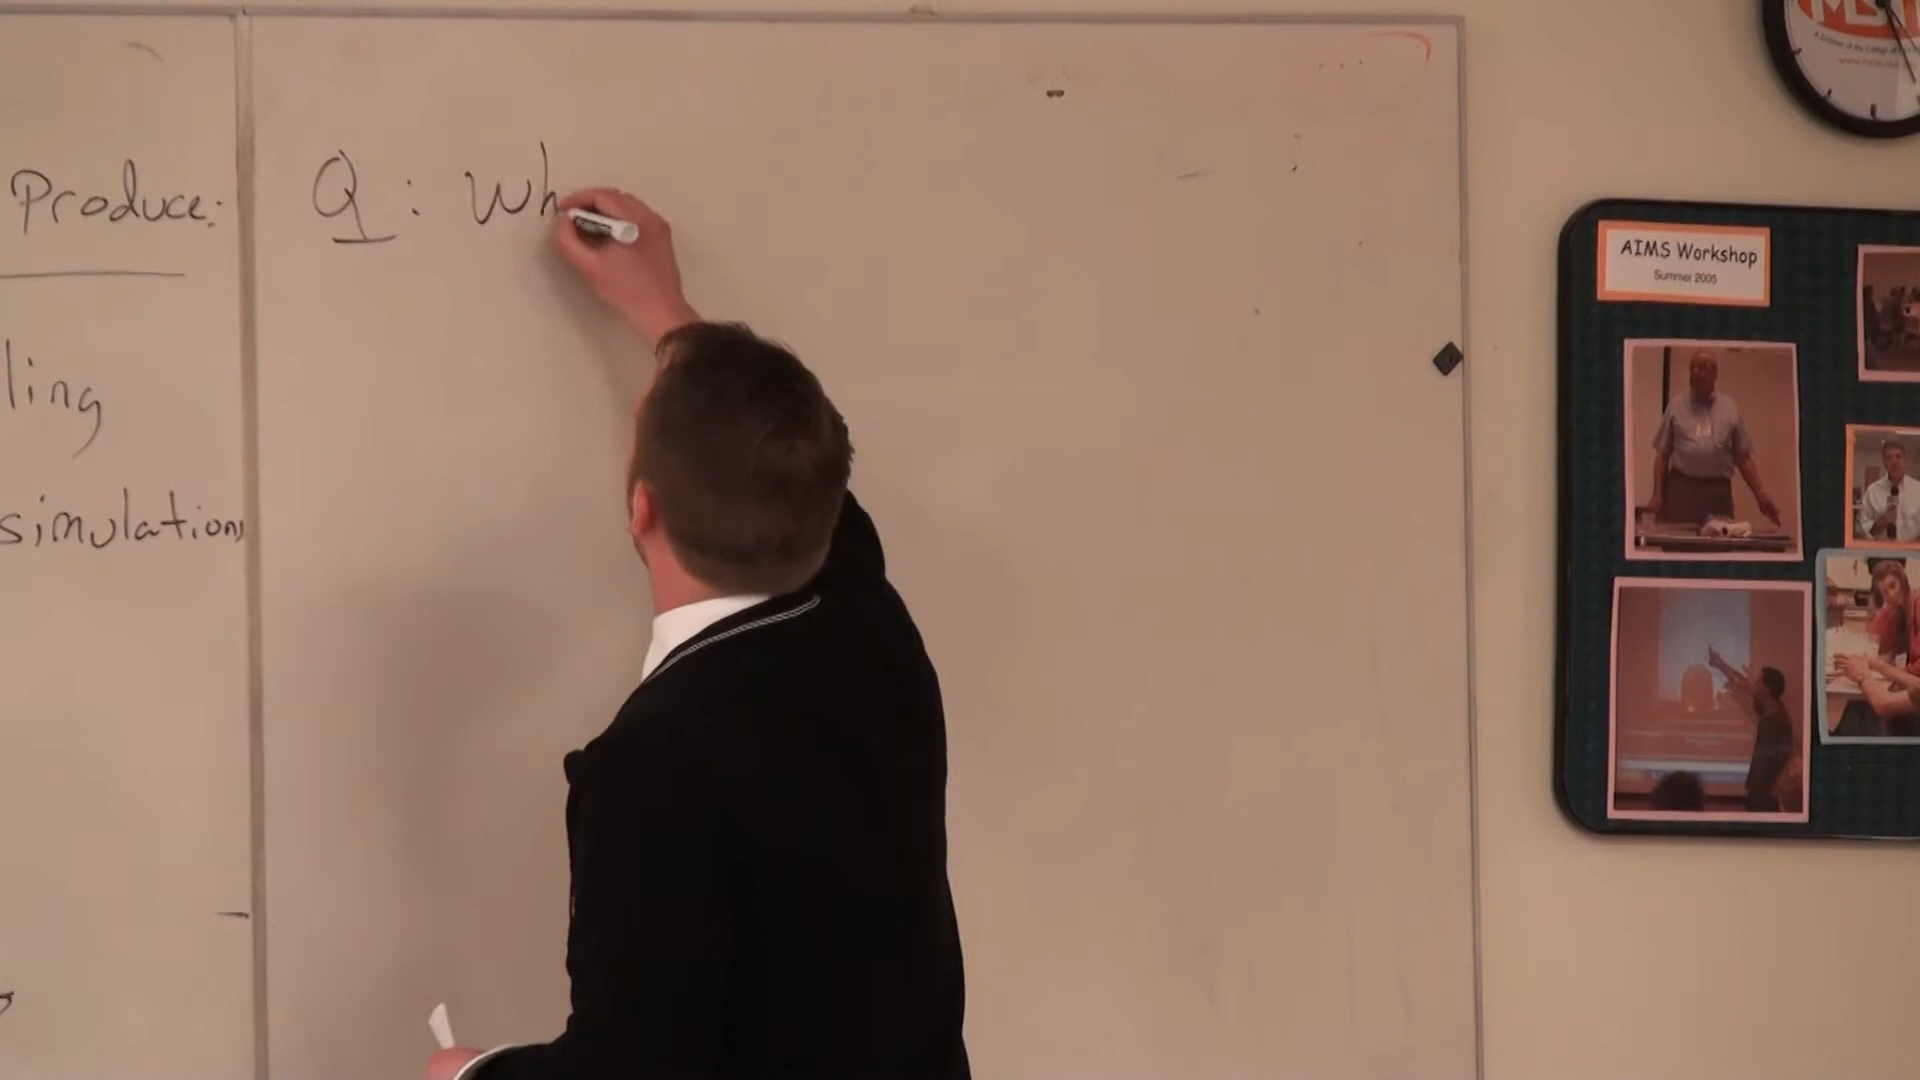 Produce:
ling
simulations
Q: Wh
AIMS Workshop
Summer 2005